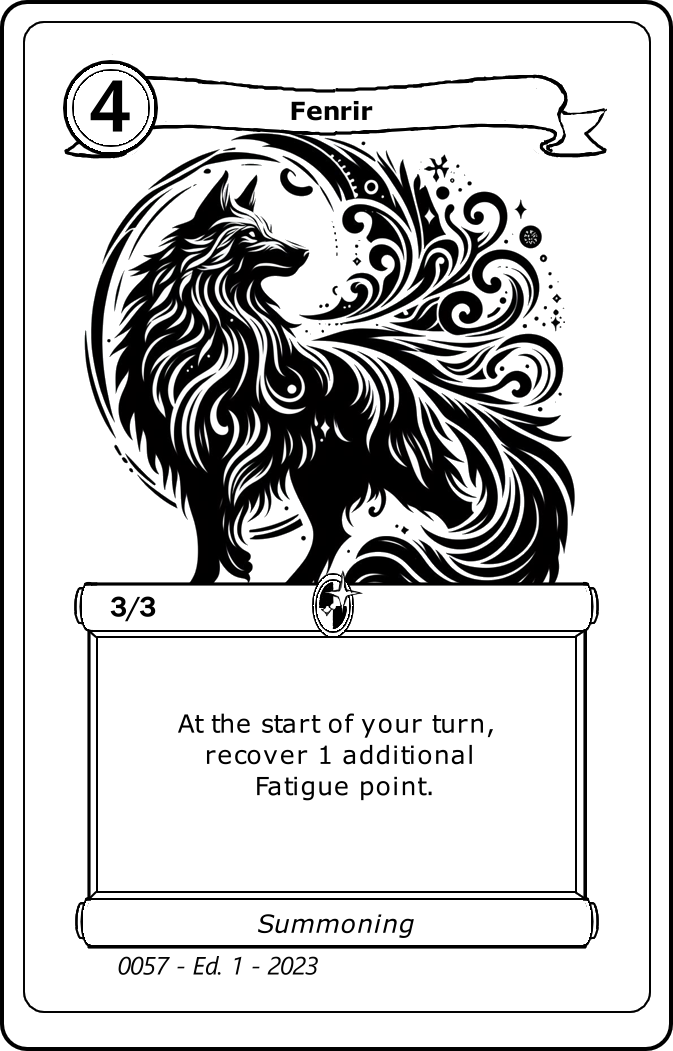 4
Fenrir
3/3
At the start of your turn,
recover 1 additional
Fatigue point.
Summoning
0057 - Ed. 1 - 2023